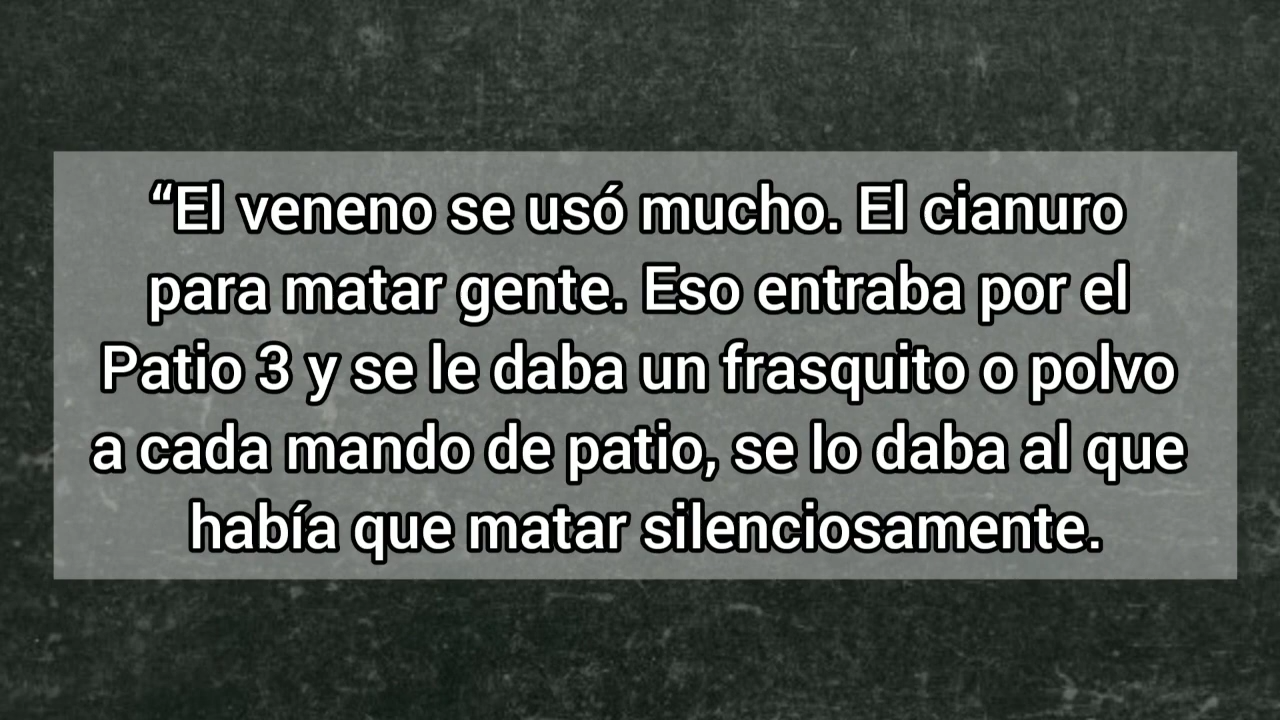 “El veneno se usó mucho. El cianuro
para matar gente. Eso entraba por el
Patio 3 y se le daba un frasquito o polvo
a cada mando de patio, se lo daba al que
había que matar silenciosamente.